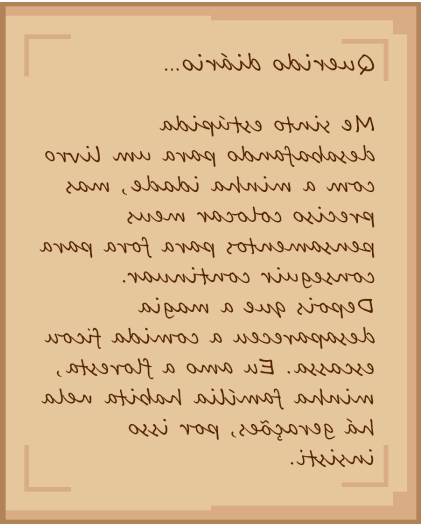 Querido diário...
Me sinto estúpida
desabafando para um livro
com a minha idade, mas
preciso colocar meus
pensamentos para fora para
conseguir continuar.
Depois que a magia
desapareceu a comida ficou
escassa. Eu amo a floresta,
minha família habita nela
há gerações, por isso
insisti.